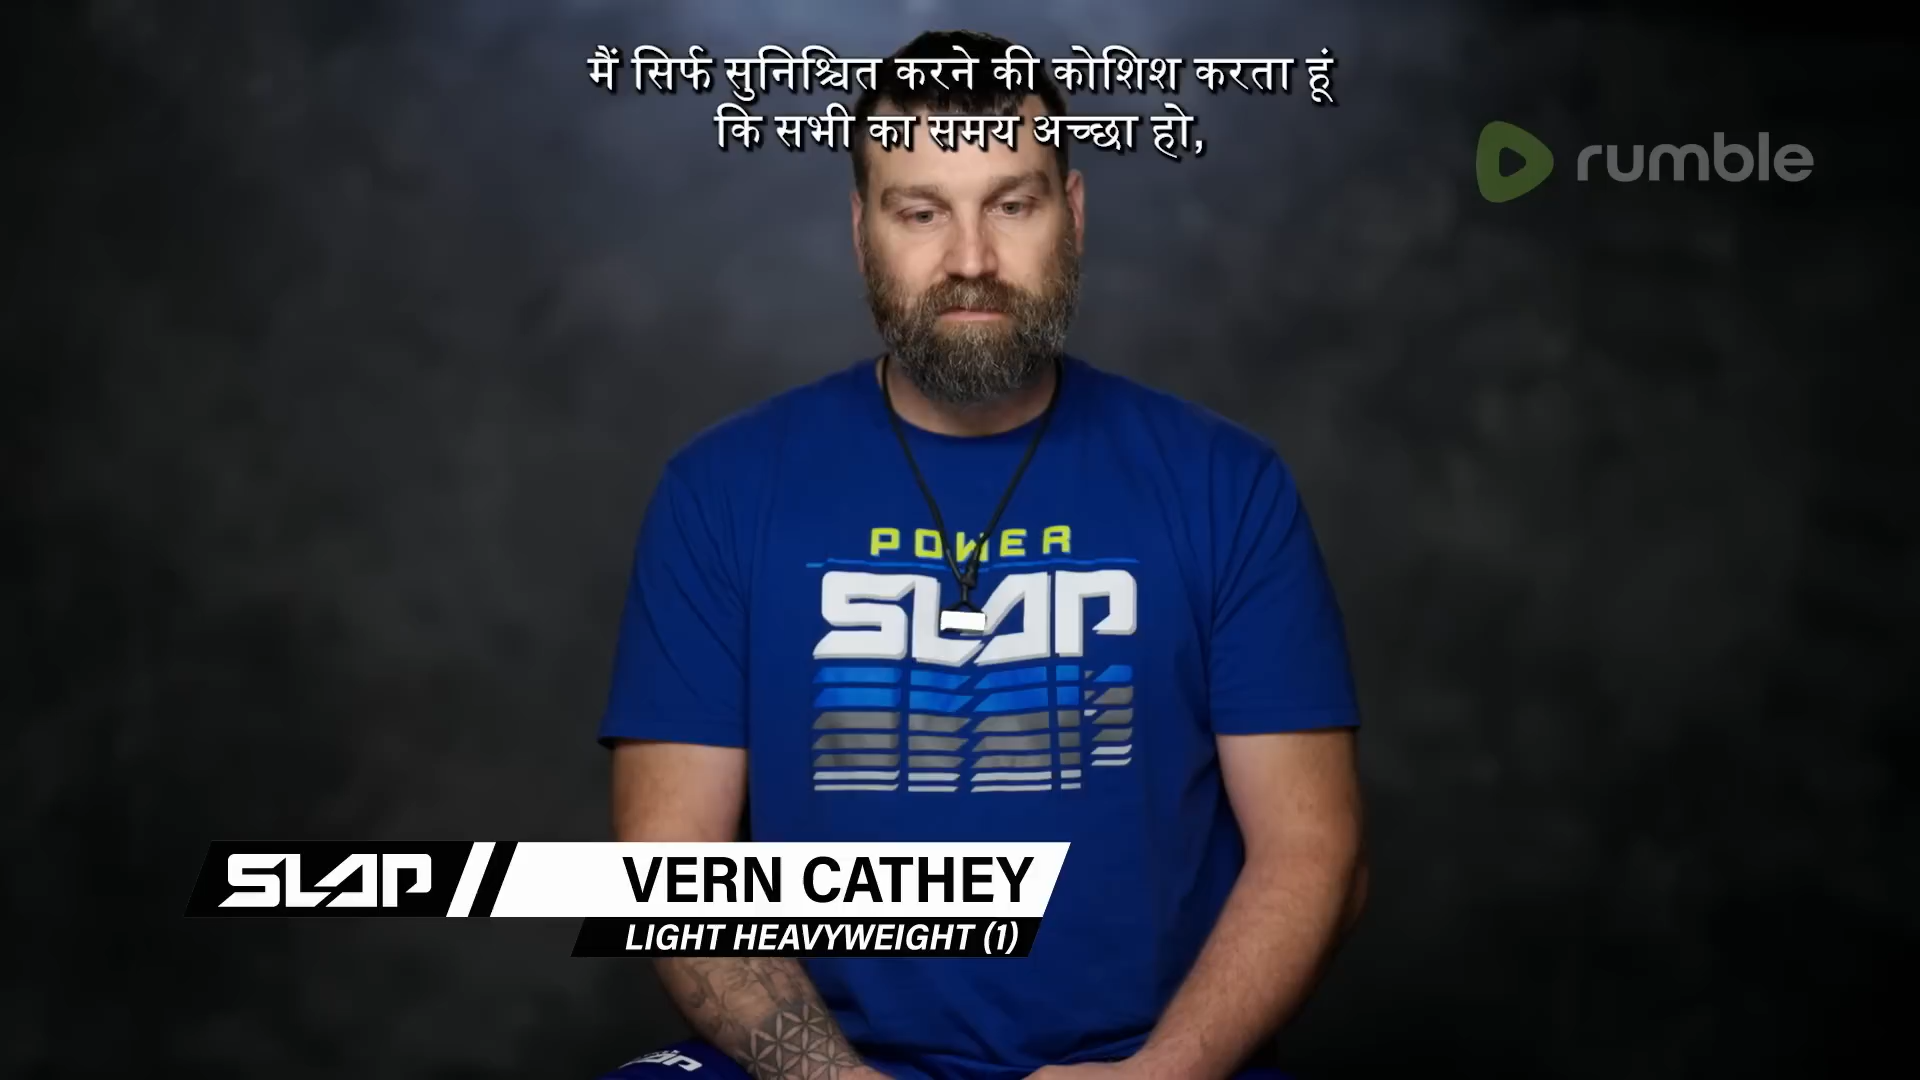 मैं सिर्फ सुनिश्चित करने की कोशिश करता हूं
कि सभी का समय अच्छा हो,
rumble
POWER
SLAP
SLAP
VERN CATHEY
LIGHT HEAVYWEIGHT (1)